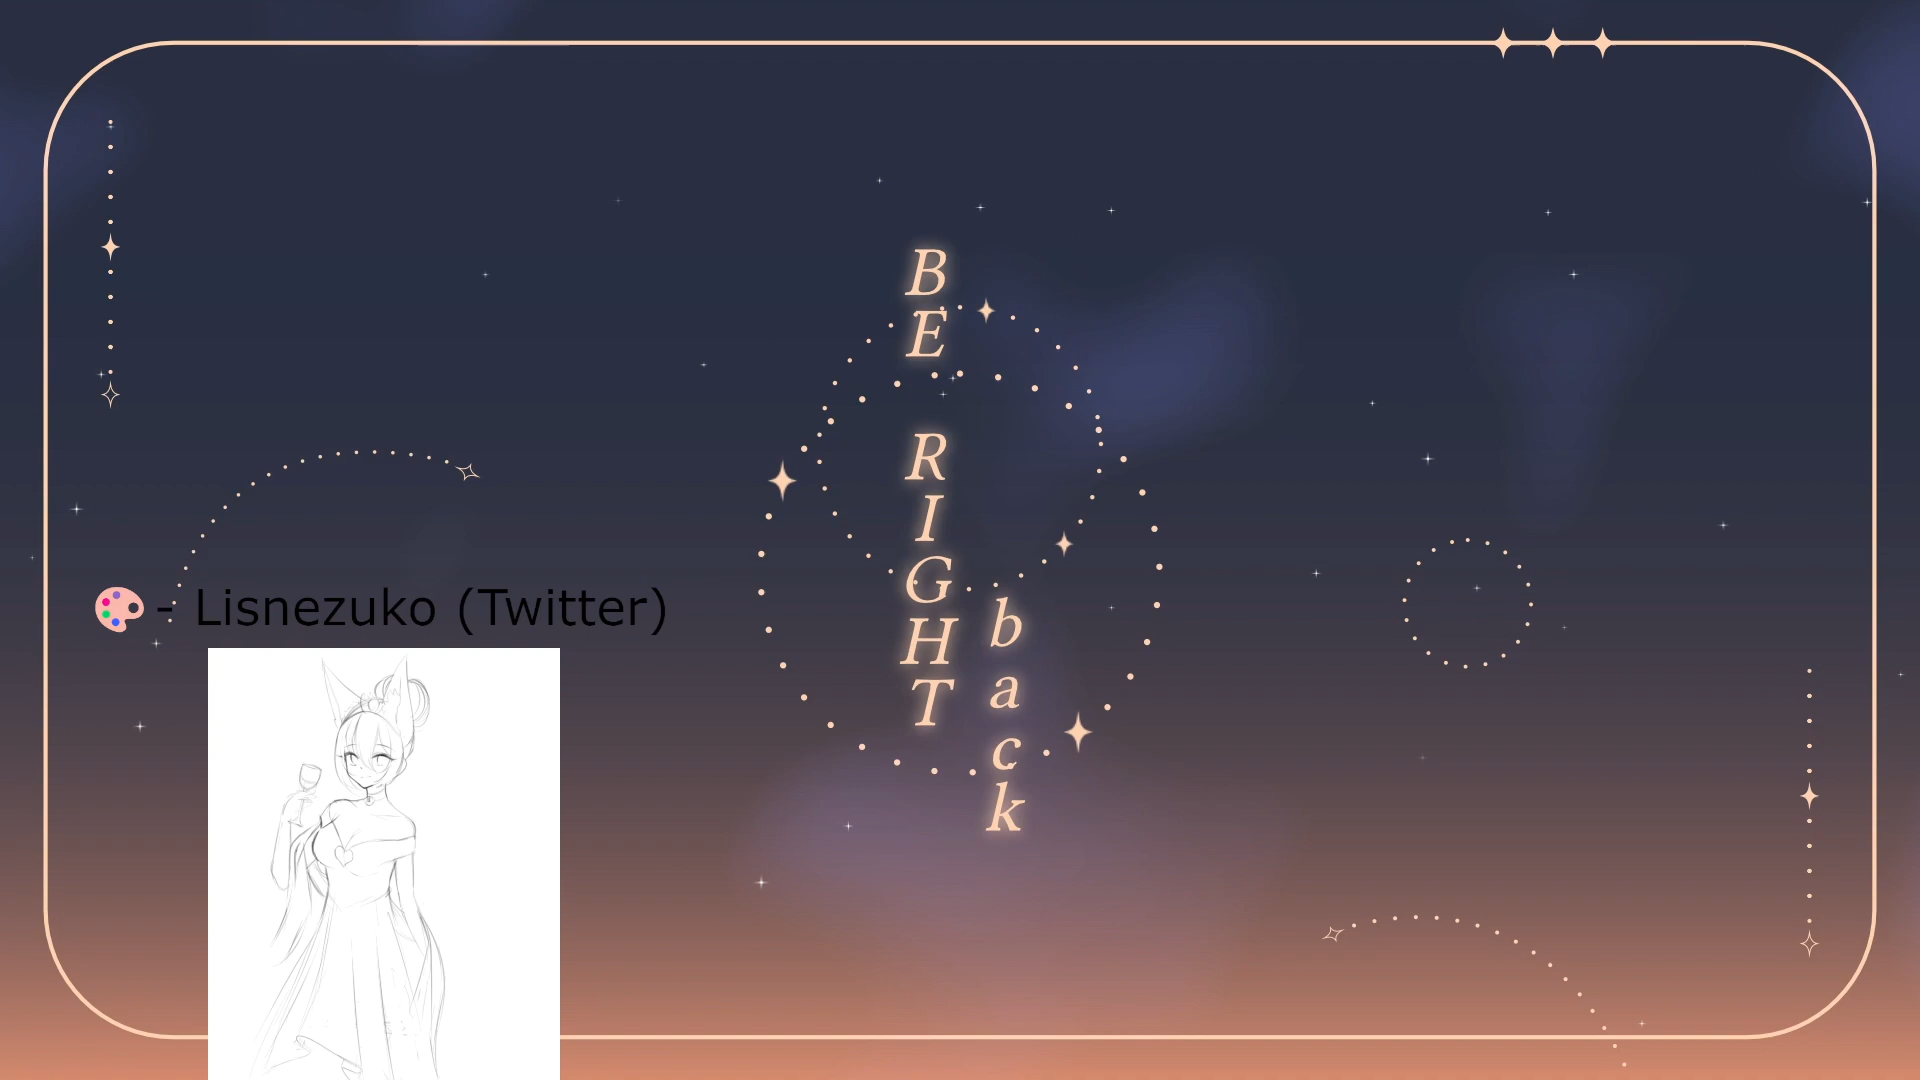 BE RIGHT
back
🎨 - Lisnezuko (Twitter)